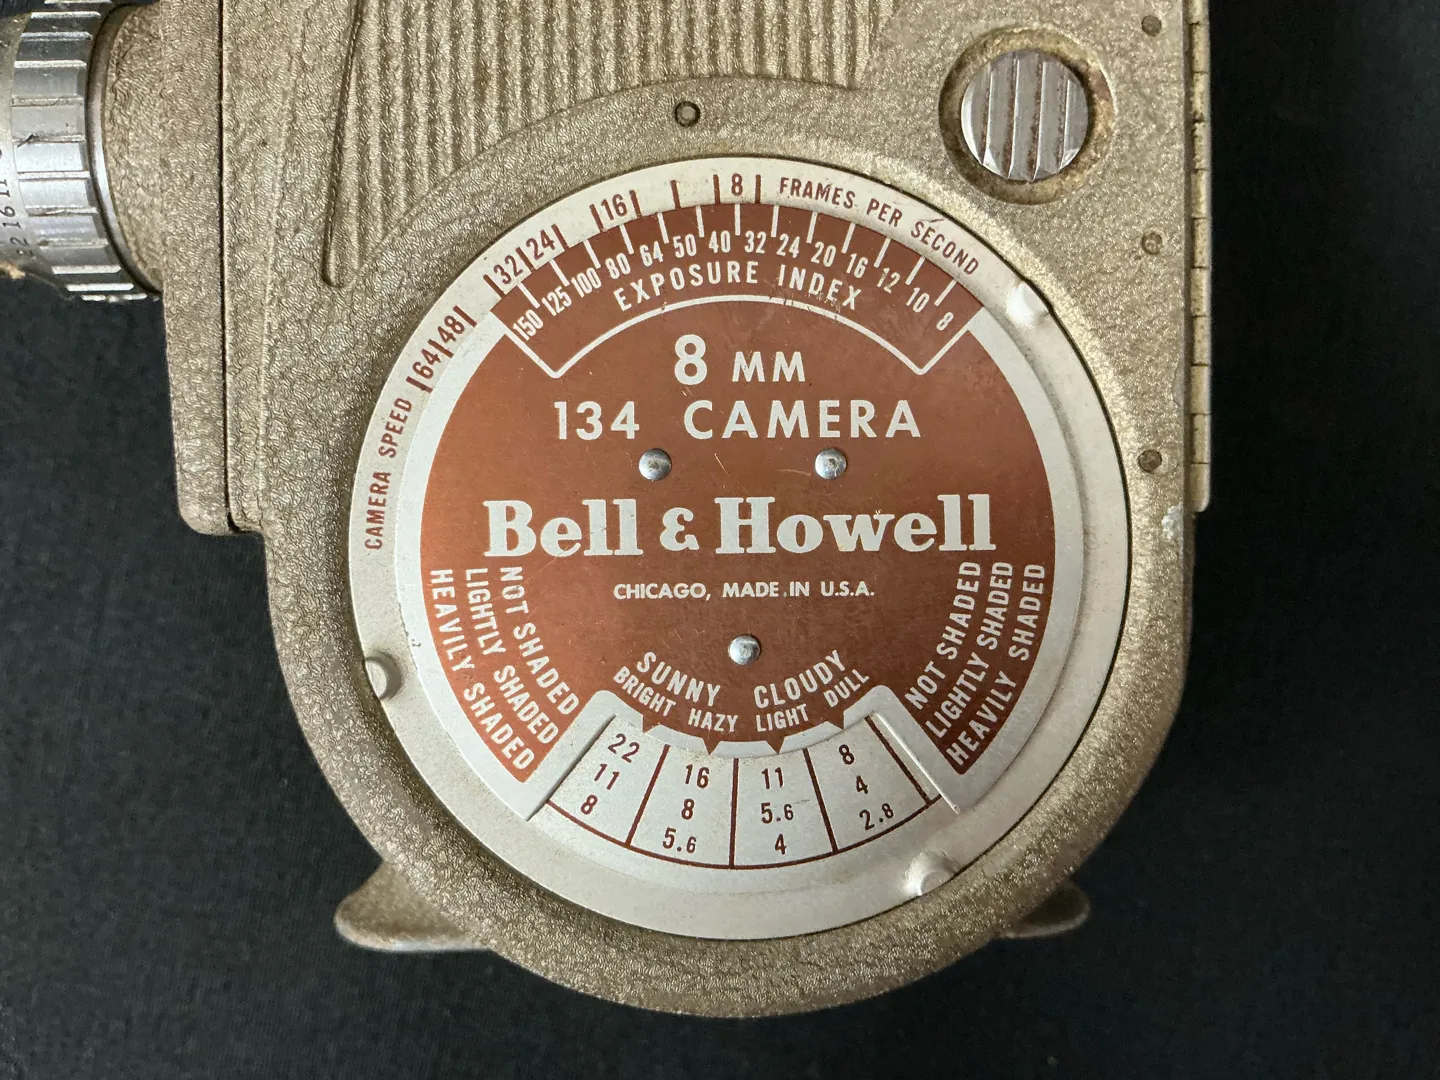 CAMERA SPEED 64 48 32 24 16 8 FRAMES PER SECOND
150 125 100 80 64 50 40 32 24 20 16 12 10 8
EXPOSURE INDEX
8 MM
134 CAMERA
Bell & Howell
CHICAGO, MADE IN U.S.A.
NOT SHADED
LIGHTLY SHADED
HEAVILY SHADED
SUNNY CLOUDY
BRIGHT HAZY LIGHT DULL
NOT SHADED
LIGHTLY SHADED
HEAVILY SHADED
22 16 11 8
11 8 5.6 4
8 5.6 4 2.8
16 11